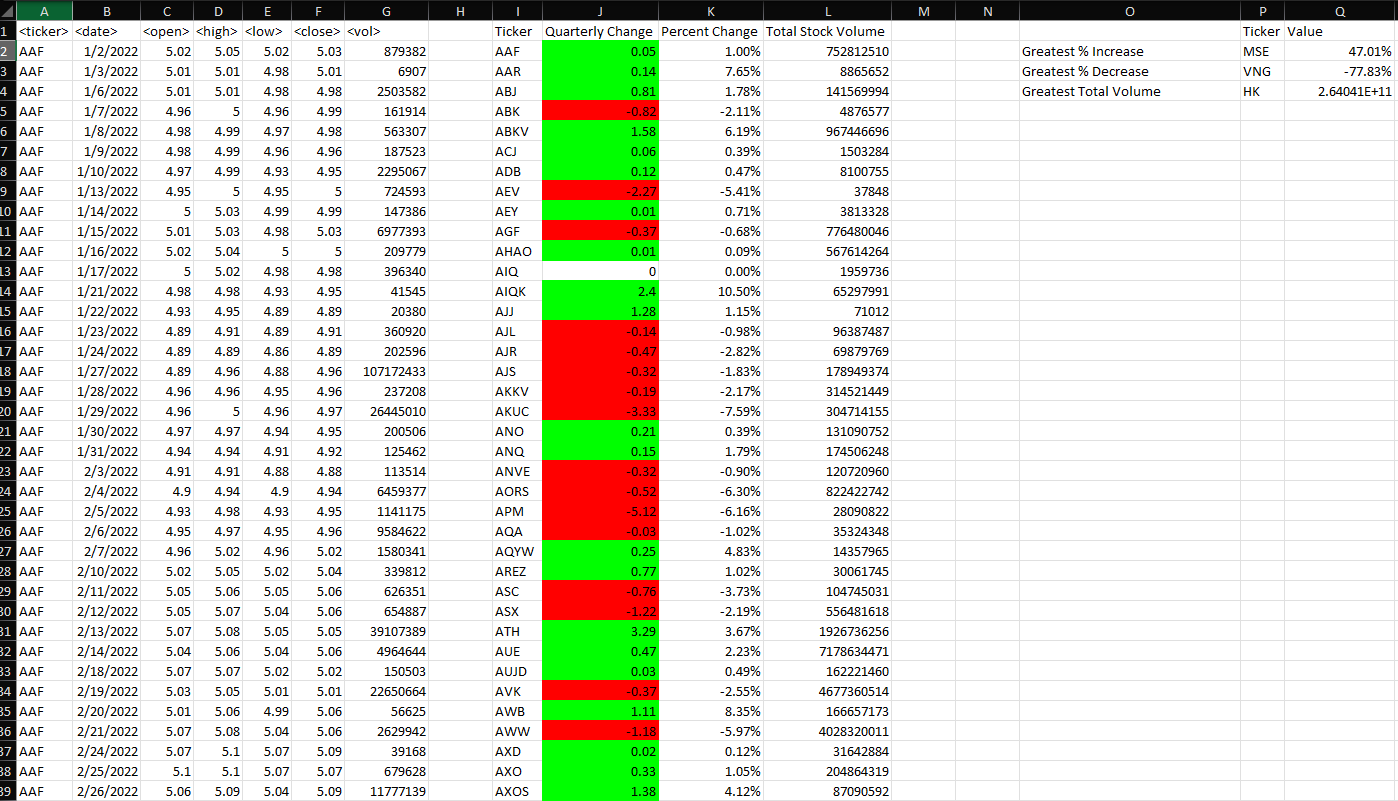 A B C D E F G H I J K L M N O P Q
1 <ticker> <date> <open> <high> <low> <close> <vol> Ticker Quarterly Change Percent Change Total Stock Volume Ticker Value
2 AAF 1/2/2022 5.02 5.05 5.02 5.03 879382 AAF 0.05 1.00% 752812510 Greatest % Increase MSE 47.01%
3 AAF 1/3/2022 5.01 5.01 4.98 5.01 6907 AAR 0.14 7.65% 8865652 Greatest % Decrease VNG -77.83%
4 AAF 1/6/2022 5.01 5.01 4.98 4.98 2503582 ABJ 0.81 1.78% 141569994 Greatest Total Volume HK 2.64041E+11
5 AAF 1/7/2022 4.96 5 4.96 4.99 161914 ABK -0.82 -2.11% 4876577
6 AAF 1/8/2022 4.98 4.99 4.97 4.98 563307 ABKV 1.58 6.19% 967446696
7 AAF 1/9/2022 4.98 4.99 4.96 4.96 187523 ACJ 0.06 0.39% 1503284
8 AAF 1/10/2022 4.97 4.99 4.93 4.95 2295067 ADB 0.12 0.47% 8100755
9 AAF 1/13/2022 4.95 5 4.95 5 724593 AEV -2.27 -5.41% 37848
10 AAF 1/14/2022 5 5.03 4.99 4.99 147386 AEY 0.01 0.71% 3813328
11 AAF 1/15/2022 5.01 5.03 4.98 5.03 6977393 AGF -0.37 -0.68% 776480046
12 AAF 1/16/2022 5.02 5.04 5 5 209779 AHAO 0.01 0.09% 567614264
13 AAF 1/17/2022 5 5.02 4.98 4.98 396340 AIQ 0 0.00% 1959736
14 AAF 1/21/2022 4.98 4.98 4.93 4.95 41545 AIQK 2.4 10.50% 65297991
15 AAF 1/22/2022 4.93 4.95 4.89 4.89 20380 AJJ 1.28 1.15% 71012
16 AAF 1/23/2022 4.89 4.91 4.89 4.91 360920 AJL -0.14 -0.98% 96387487
17 AAF 1/24/2022 4.89 4.89 4.86 4.89 202596 AJR -0.47 -2.82% 69879769
18 AAF 1/27/2022 4.89 4.96 4.88 4.96 107172433 AJS -0.32 -1.83% 178949374
19 AAF 1/28/2022 4.96 4.96 4.95 4.96 237208 AKKV -0.19 -2.17% 314521449
20 AAF 1/29/2022 4.96 5 4.96 4.97 26445010 AKUC -3.33 -7.59% 304714155
21 AAF 1/30/2022 4.97 4.97 4.94 4.95 200506 ANO 0.21 0.39% 131090752
22 AAF 1/31/2022 4.94 4.94 4.91 4.92 125462 ANQ 0.15 1.79% 174506248
23 AAF 2/3/2022 4.91 4.91 4.88 4.88 113514 ANVE -0.32 -0.90% 120720960
24 AAF 2/4/2022 4.9 4.94 4.9 4.94 6459377 AORS -0.52 -6.30% 822422742
25 AAF 2/5/2022 4.93 4.98 4.93 4.95 1141175 APM -5.12 -6.16% 28090822
26 AAF 2/6/2022 4.95 4.97 4.95 4.96 9584622 AQA -0.03 -1.02% 35324348
27 AAF 2/7/2022 4.96 5.02 4.96 5.02 1580341 AQYW 0.25 4.83% 14357965
28 AAF 2/10/2022 5.02 5.05 5.02 5.04 339812 AREZ 0.77 1.02% 30061745
29 AAF 2/11/2022 5.05 5.06 5.05 5.06 626351 ASC -0.76 -3.73% 104745031
30 AAF 2/12/2022 5.05 5.07 5.04 5.06 654887 ASX -1.22 -2.19% 556481618
31 AAF 2/13/2022 5.07 5.08 5.05 5.05 39107389 ATH 3.29 3.67% 1926736256
32 AAF 2/14/2022 5.04 5.06 5.04 5.06 4964644 AUE 0.47 2.23% 7178634471
33 AAF 2/18/2022 5.07 5.07 5.02 5.02 150503 AUJD 0.03 0.49% 162221460
34 AAF 2/19/2022 5.03 5.05 5.01 5.01 22650664 AVK -0.37 -2.55% 4677360514
35 AAF 2/20/2022 5.01 5.06 4.99 5.06 56625 AWB 1.11 8.35% 166657173
36 AAF 2/21/2022 5.07 5.08 5.04 5.06 2629942 AWW -1.18 -5.97% 4028320011
37 AAF 2/24/2022 5.07 5.1 5.07 5.09 39168 AXD 0.02 0.12% 31642884
38 AAF 2/25/2022 5.1 5.1 5.07 5.07 679628 AXO 0.33 1.05% 204864319
39 AAF 2/26/2022 5.06 5.09 5.04 5.09 11777139 AXOS 1.38 4.12% 87090592